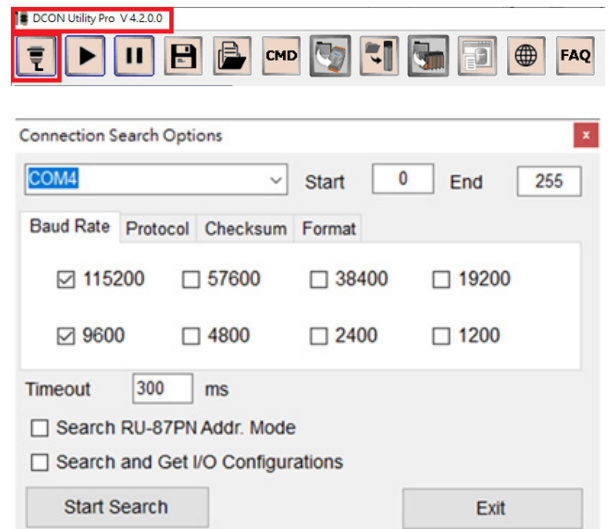 DCON Utility Pro V 4.2.0.0
CMD FAQ
Connection Search Options x
COM4 Start 0 End 255
Baud Rate Protocol Checksum Format
115200 57600 38400 19200
9600 4800 2400 1200
Timeout 300 ms
Search RU-87PN Addr. Mode
Search and Get I/O Configurations
Start Search Exit